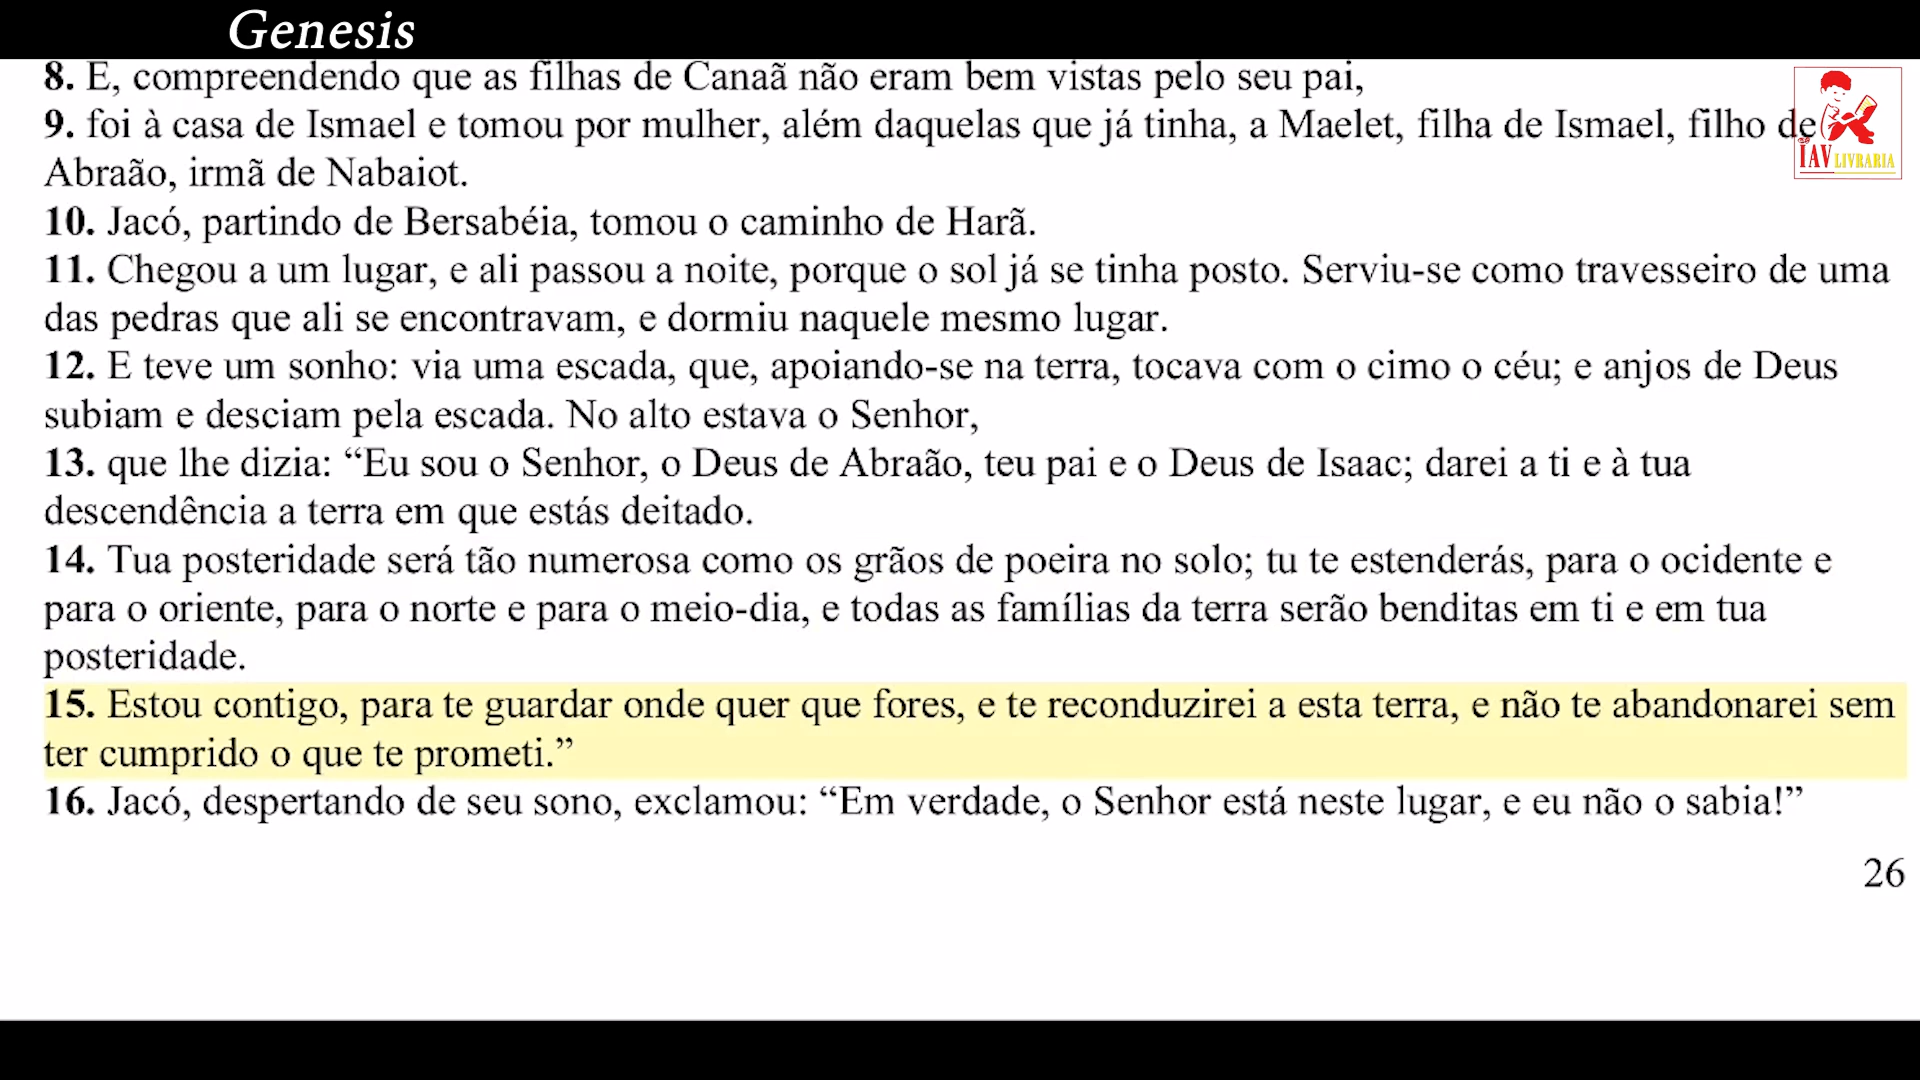 Genesis
8. E, compreendendo que as filhas de Canaã não eram bem vistas pelo seu pai,
9. foi à casa de Ismael e tomou por mulher, além daquelas que já tinha, a Maelet, filha de Ismael, filho de
Abraão, irmã de Nabaiot.
10. Jacó, partindo de Bersabéia, tomou o caminho de Harã.
11. Chegou a um lugar, e ali passou a noite, porque o sol já se tinha posto. Serviu-se como travesseiro de uma
das pedras que ali se encontravam, e dormiu naquele mesmo lugar.
12. E teve um sonho: via uma escada, que, apoiando-se na terra, tocava com o cimo o céu; e anjos de Deus
subiam e desciam pela escada. No alto estava o Senhor,
13. que lhe dizia: “Eu sou o Senhor, o Deus de Abraão, teu pai e o Deus de Isaac; darei a ti e à tua
descendência a terra em que estás deitado.
14. Tua posteridade será tão numerosa como os grãos de poeira no solo; tu te estenderás, para o ocidente e
para o oriente, para o norte e para o meio-dia, e todas as famílias da terra serão benditas em ti e em tua
posteridade.
15. Estou contigo, para te guardar onde quer que fores, e te reconduzirei a esta terra, e não te abandonarei sem
ter cumprido o que te prometi.”
16. Jacó, despertando de seu sono, exclamou: “Em verdade, o Senhor está neste lugar, e eu não o sabia!”
26
IAV LIVRARIA